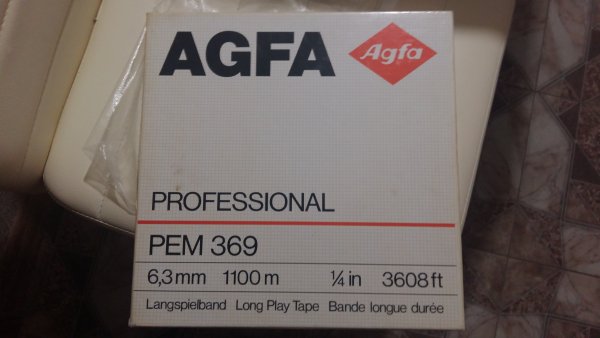 AGFA Agfa
PROFESSIONAL
PEM 369
6,3 mm 1100 m ¼ in 3608 ft
Langspielband Long Play Tape Bande longue durée